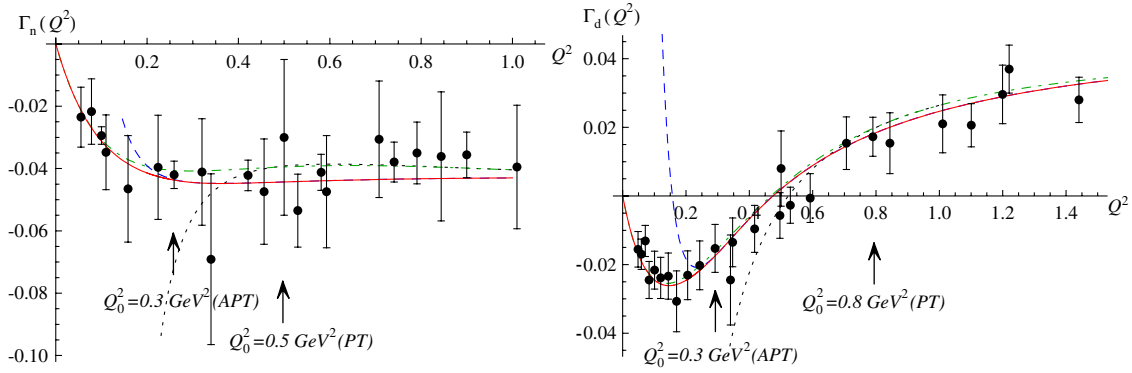 Γn(Q²)
0.2 0.4 0.6 0.8 1.0
Q²
-0.02
-0.04
-0.06
-0.08
-0.10
Q₀²=0.3 GeV²(APT)
Q₀²=0.5 GeV²(PT)
Γd(Q²)
0.04
0.02
0.2 0.4 0.6 0.8 1.0 1.2 1.4
Q²
-0.02
-0.04
Q₀²=0.8 GeV²(PT)
Q₀²=0.3 GeV²(APT)